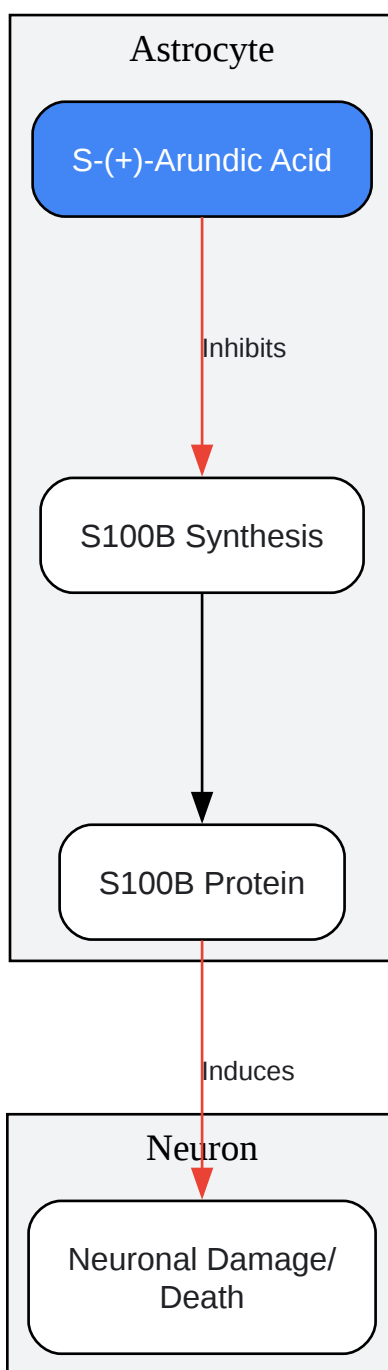 Astrocyte
S-(+)-Arundic Acid
Inhibits
S100B Synthesis
S100B Protein
Induces
Neuron
Neuronal Damage/
Death